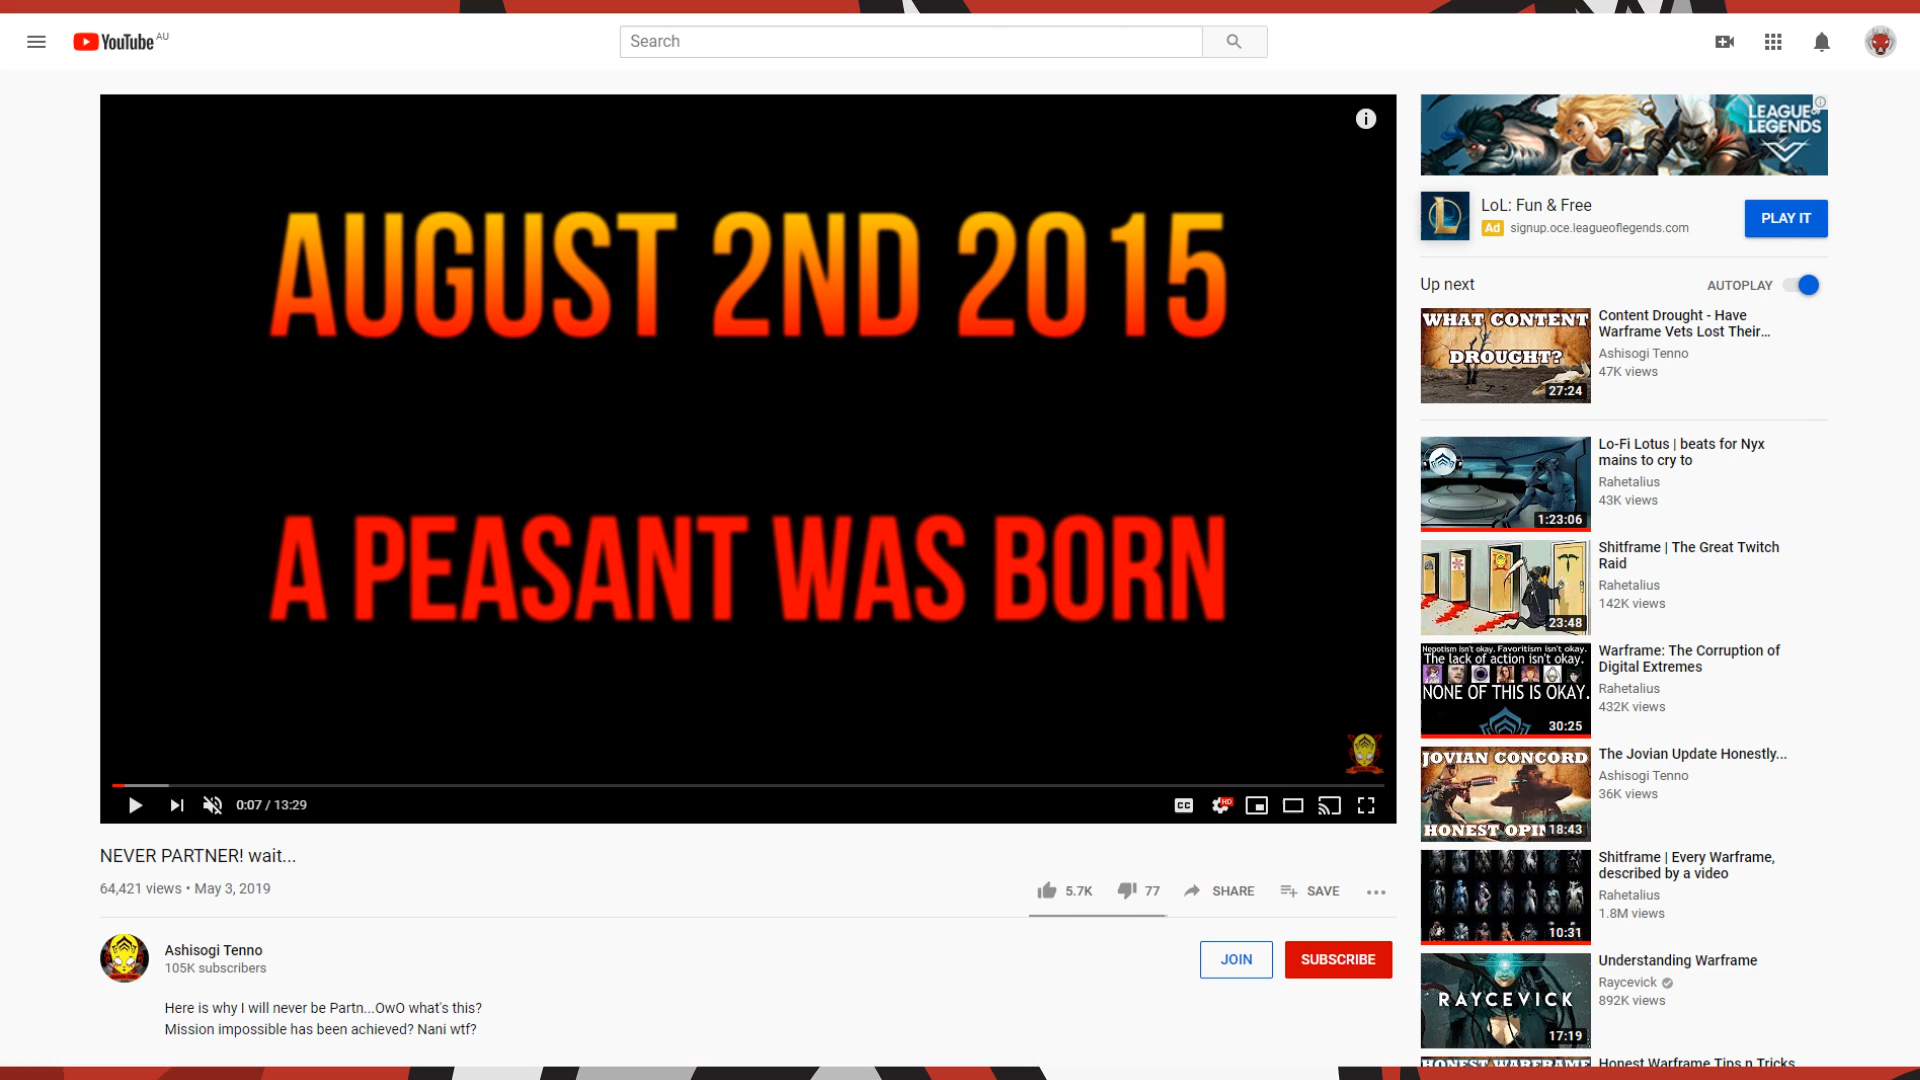 YouTube AU
Search
AUGUST 2ND 2015
A PEASANT WAS BORN
0:07 / 13:29
CC
HD
NEVER PARTNER! wait...
64,421 views • May 3, 2019
5.7K
77
SHARE
SAVE
Ashisogi Tenno
105K subscribers
JOIN
SUBSCRIBE
Here is why I will never be Partn...OwO what's this?
Mission impossible has been achieved? Nani wtf?
LEAGUE OF
LEGENDS
LoL: Fun & Free
Ad signup.oce.leagueoflegends.com
PLAY IT
Up next
AUTOPLAY
WHAT CONTENT
DROUGHT?
27:24
Content Drought - Have
Warframe Vets Lost Their...
Ashisogi Tenno
47K views
1:23:06
Lo-Fi Lotus | beats for Nyx
mains to cry to
Rahetalius
43K views
23:48
Shitframe | The Great Twitch
Raid
Rahetalius
142K views
Nepotism isn't okay. Favoritism isn't okay.
The lack of action isn't okay.
NONE OF THIS IS OKAY.
30:25
Warframe: The Corruption of
Digital Extremes
Rahetalius
432K views
JOVIAN CONCORD
HONEST OPIN
18:43
The Jovian Update Honestly...
Ashisogi Tenno
36K views
10:31
Shitframe | Every Warframe,
described by a video
Rahetalius
1.8M views
RAYCEVICK
17:19
Understanding Warframe
Raycevick
892K views
HONEST WARFRAME
Honest Warframe Tips n Tricks